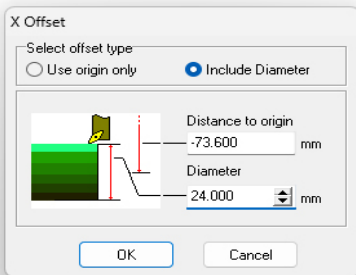 X Offset
Select offset type
Use origin only
Include Diameter
Distance to origin
-73.600 mm
Diameter
24.000 mm
OK
Cancel